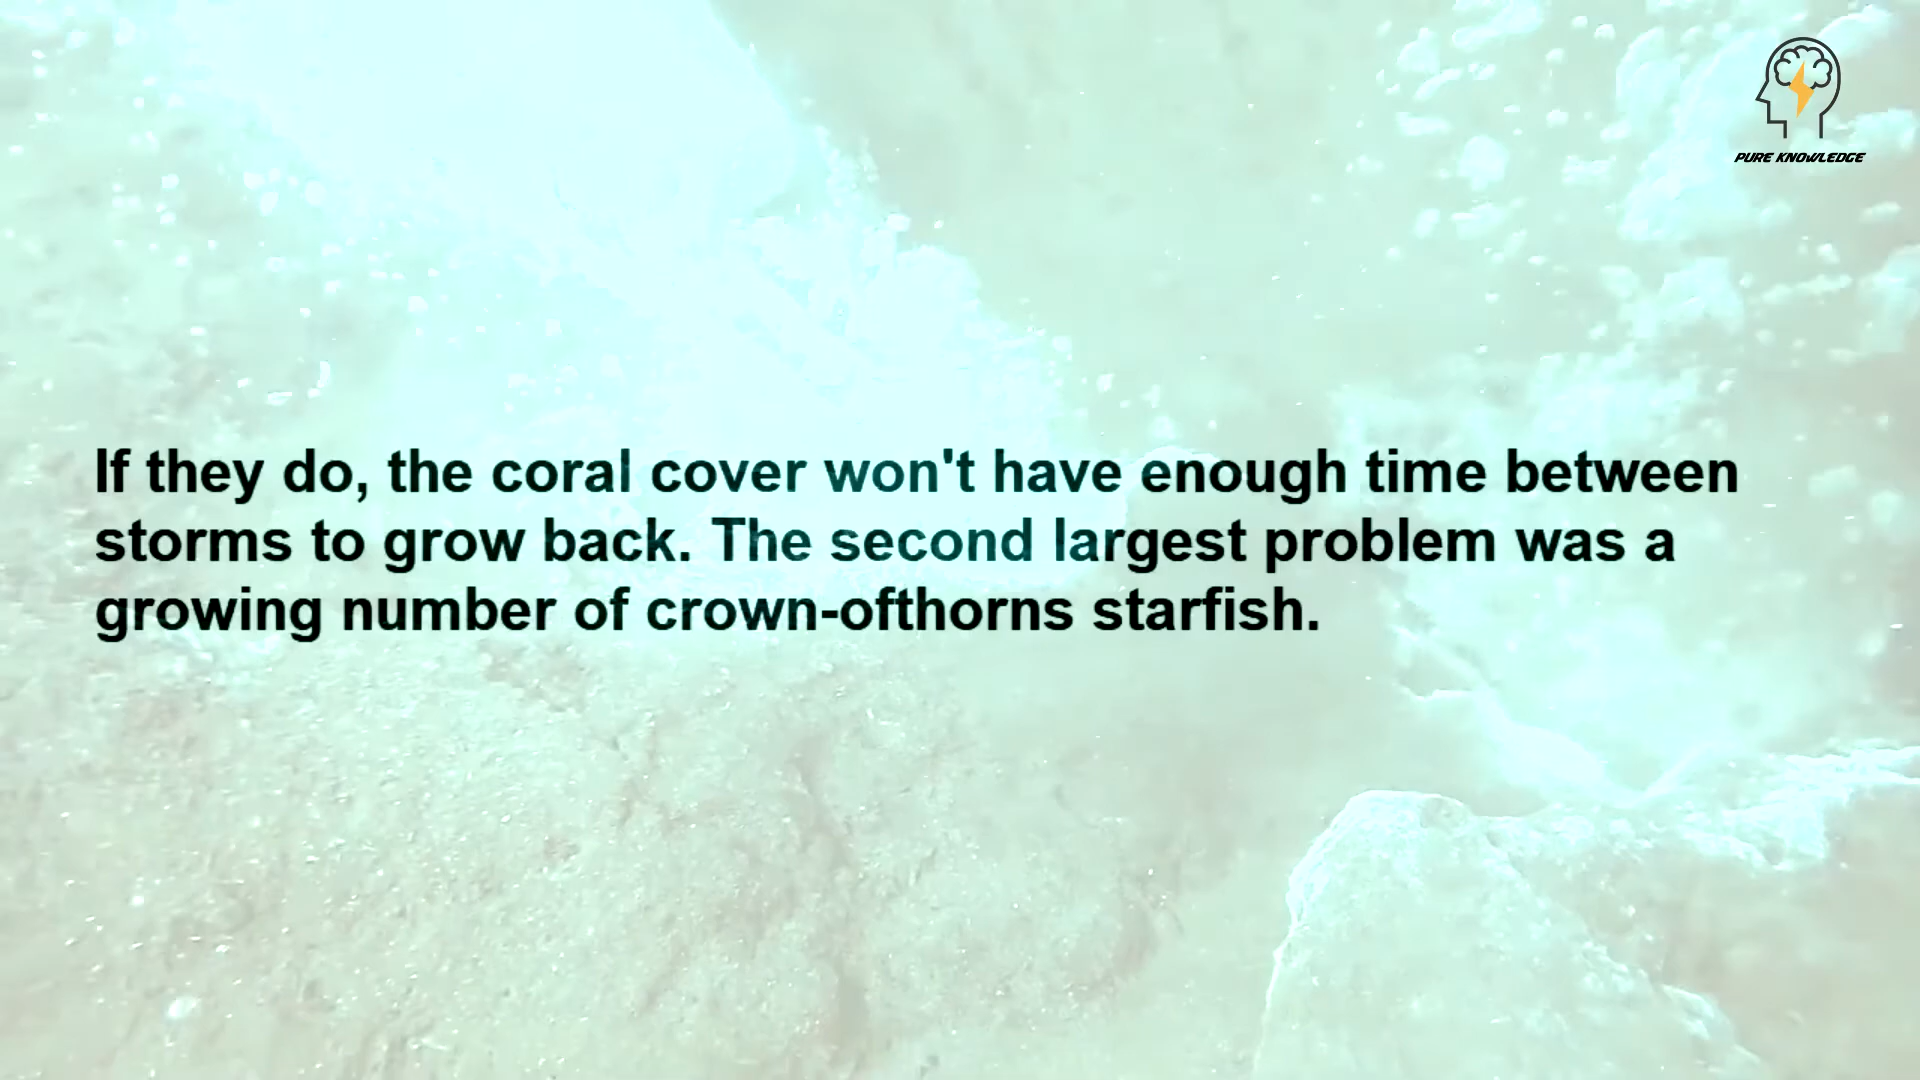 PURE KNOWLEDGE
If they do, the coral cover won't have enough time between
storms to grow back. The second largest problem was a
growing number of crown-ofthorns starfish.